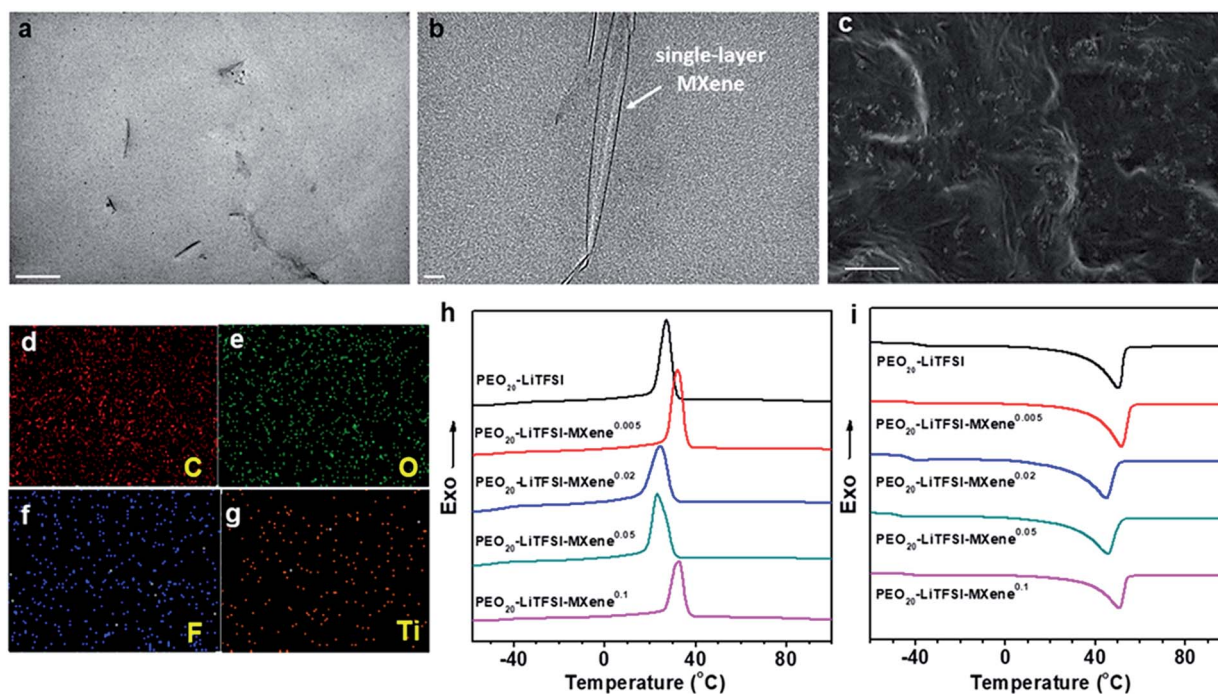 a
b
single-layer
MXene
c
d
C
e
O
f
F
g
Ti
h
PEO₂₀-LiTFSI
PEO₂₀-LiTFSI-MXene⁰·⁰⁰⁵
PEO₂₀-LiTFSI-MXene⁰·⁰²
PEO₂₀-LiTFSI-MXene⁰·⁰⁵
PEO₂₀-LiTFSI-MXene⁰·¹
Exo
-40 0 40 80
Temperature (°C)
i
PEO₂₀-LiTFSI
PEO₂₀-LiTFSI-MXene⁰·⁰⁰⁵
PEO₂₀-LiTFSI-MXene⁰·⁰²
PEO₂₀-LiTFSI-MXene⁰·⁰⁵
PEO₂₀-LiTFSI-MXene⁰·¹
Exo
-40 0 40 80
Temperature (°C)